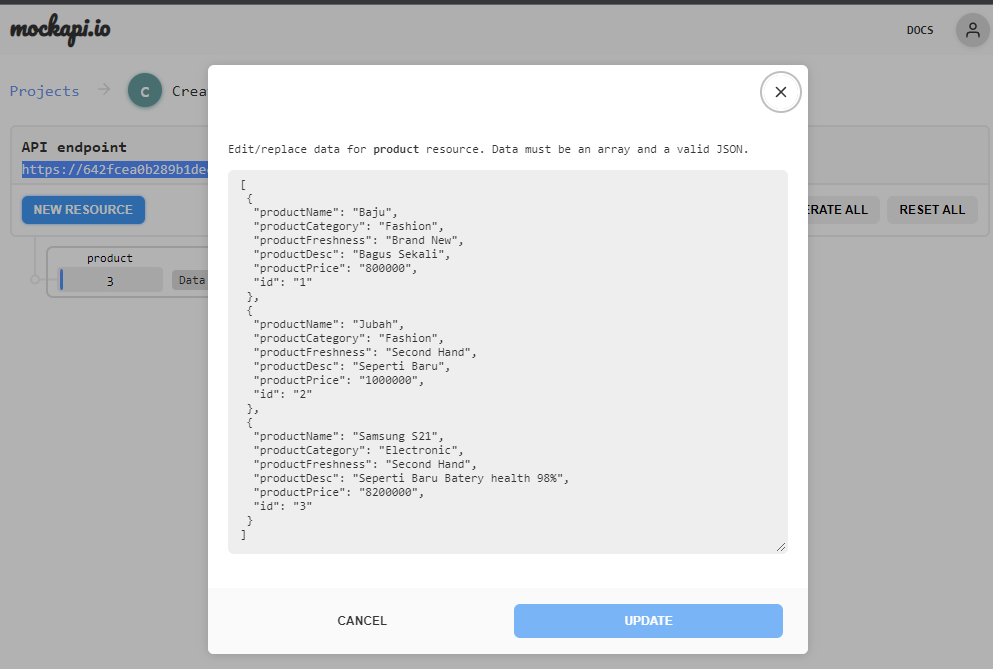 mockapi.io
DOCS
Projects
C
Crea
API endpoint
https://642fcea0b289b1de
NEW RESOURCE
ERATE ALL
RESET ALL
product
3
Data
Edit/replace data for product resource. Data must be an array and a valid JSON.
[
{
"productName": "Baju",
"productCategory": "Fashion",
"productFreshness": "Brand New",
"productDesc": "Bagus Sekali",
"productPrice": "800000",
"id": "1"
},
{
"productName": "Jubah",
"productCategory": "Fashion",
"productFreshness": "Second Hand",
"productDesc": "Seperti Baru",
"productPrice": "1000000",
"id": "2"
},
{
"productName": "Samsung S21",
"productCategory": "Electronic",
"productFreshness": "Second Hand",
"productDesc": "Seperti Baru Batery health 98%",
"productPrice": "8200000",
"id": "3"
}
]
CANCEL
UPDATE